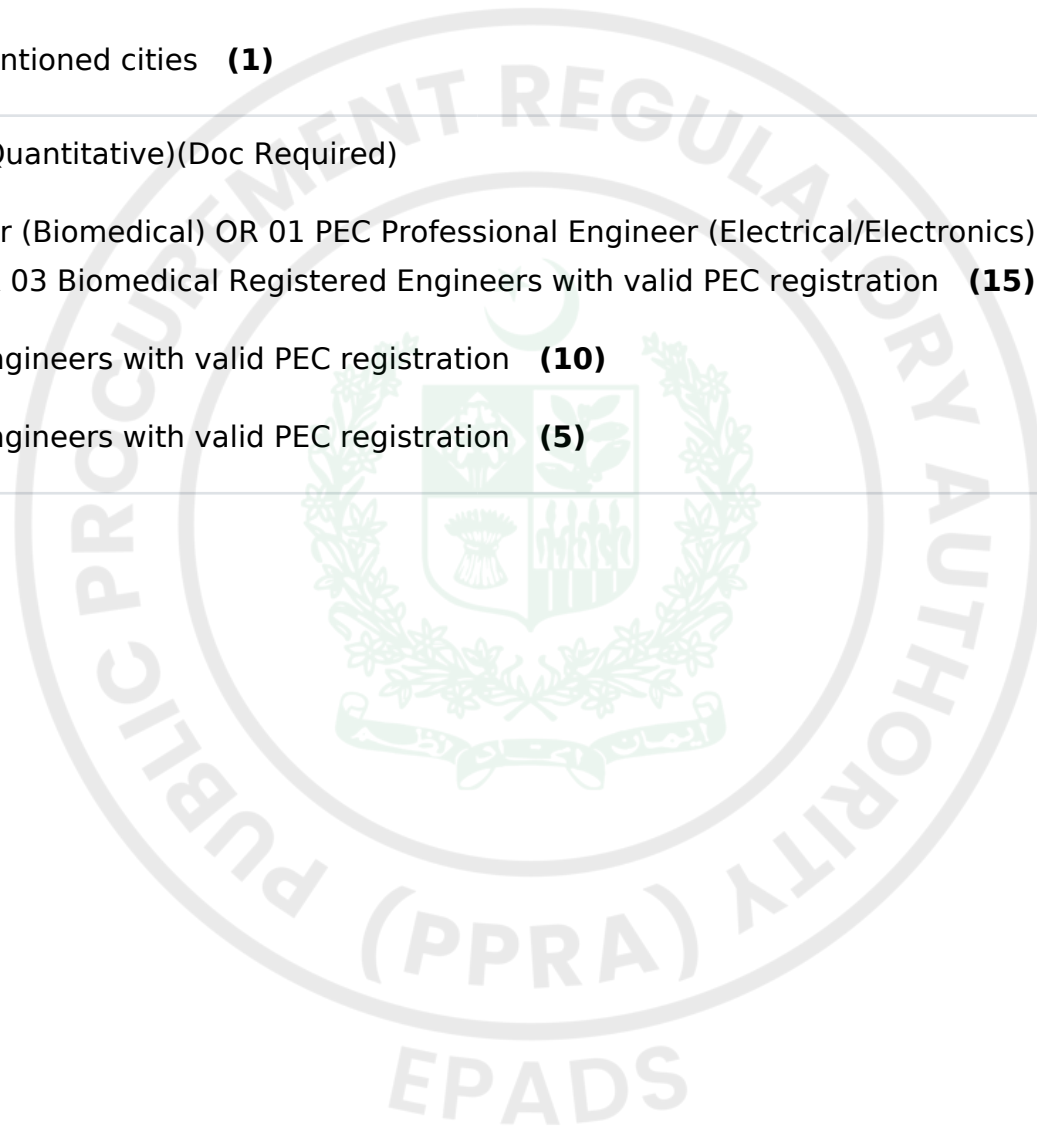 ntioned cities (1)
uantitative)(Doc Required)
r (Biomedical) OR 01 PEC Professional Engineer (Electrical/Electronics)
03 Biomedical Registered Engineers with valid PEC registration (15)
ngineers with valid PEC registration (10)
ngineers with valid PEC registration (5)
PUBLIC PROCUREMENT REGULATORY AUTHORITY
(PPRA)
EPADS